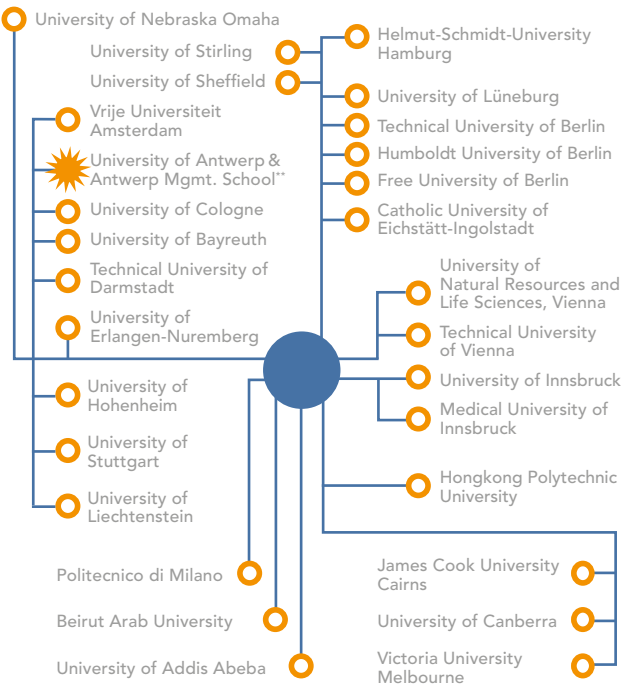 University of Nebraska Omaha
University of Stirling
University of Sheffield
Vrije Universiteit
Amsterdam
University of Antwerp &
Antwerp Mgmt. School**
University of Cologne
University of Bayreuth
Technical University of
Darmstadt
University of
Erlangen-Nuremberg
University of
Hohenheim
University of
Stuttgart
University of
Liechtenstein
Politecnico di Milano
Beirut Arab University
University of Addis Abeba
Helmut-Schmidt-University
Hamburg
University of Lüneburg
Technical University of Berlin
Humboldt University of Berlin
Free University of Berlin
Catholic University of
Eichstätt-Ingolstadt
University of
Natural Resources and
Life Sciences, Vienna
Technical University
of Vienna
University of Innsbruck
Medical University of
Innsbruck
Hongkong Polytechnic
University
James Cook University
Cairns
University of Canberra
Victoria University
Melbourne